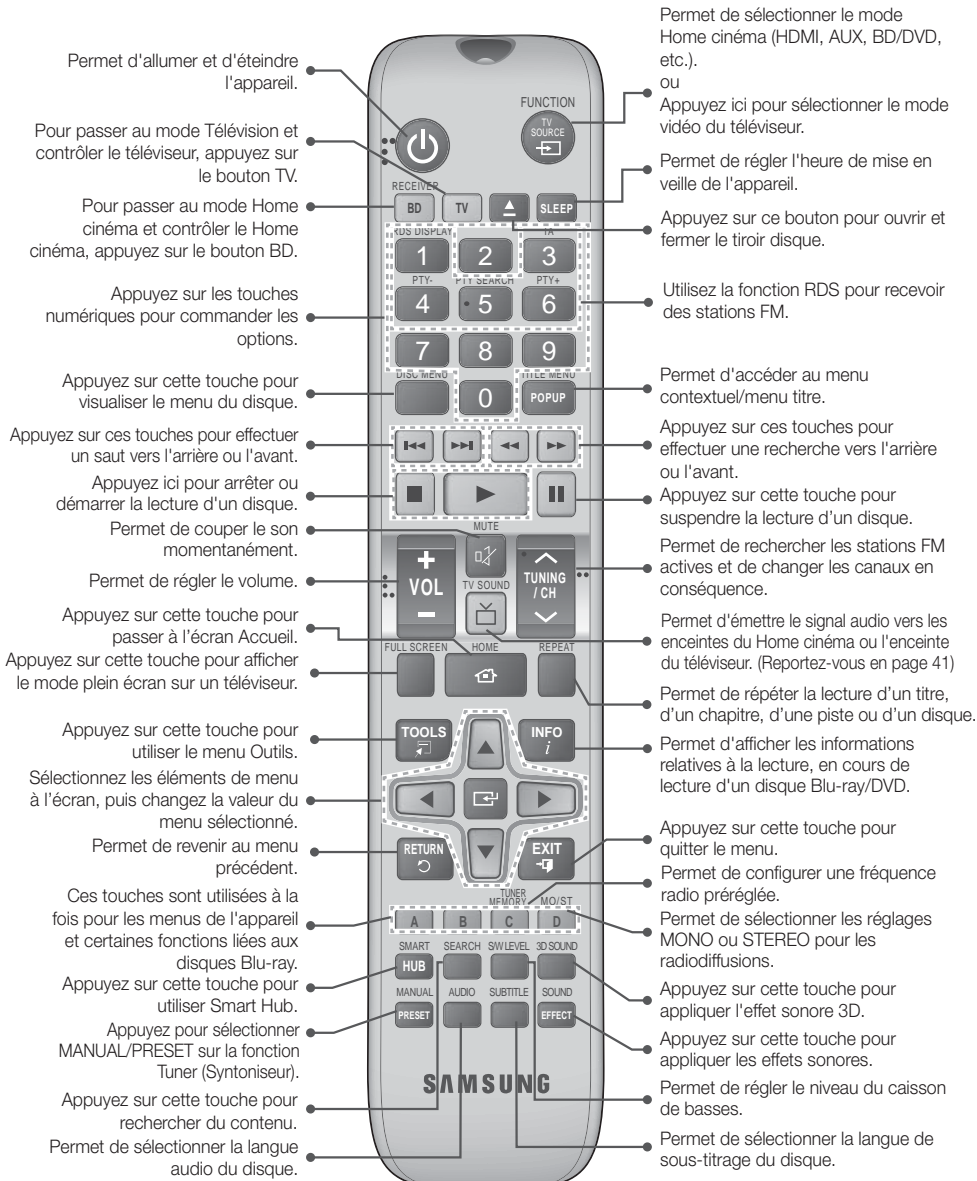 Permet d'allumer et d'éteindre
l'appareil.
Pour passer au mode Télévision et
contrôler le téléviseur, appuyez sur
le bouton TV.
Pour passer au mode Home
cinéma et contrôler le Home
cinéma, appuyez sur le bouton BD.
Appuyez sur les touches
numériques pour commander les
options.
Appuyez sur cette touche pour
visualiser le menu du disque.
Appuyez sur ces touches pour effectuer
un saut vers l'arrière ou l'avant.
Appuyez ici pour arrêter ou
démarrer la lecture d'un disque.
Permet de couper le son
momentanément.
Permet de régler le volume.
Appuyez sur cette touche pour
passer à l'écran Accueil.
Appuyez sur cette touche pour afficher
le mode plein écran sur un téléviseur.
Appuyez sur cette touche pour
utiliser le menu Outils.
Sélectionnez les éléments de menu
à l'écran, puis changez la valeur du
menu sélectionné.
Permet de revenir au menu
précédent.
Ces touches sont utilisées à la
fois pour les menus de l'appareil
et certaines fonctions liées aux
disques Blu-ray.
Appuyez sur cette touche pour
utiliser Smart Hub.
Appuyez pour sélectionner
MANUAL/PRESET sur la fonction
Tuner (Syntoniseur).
Appuyez sur cette touche pour
rechercher du contenu.
Permet de sélectionner la langue
audio du disque.
FUNCTION
TV
SOURCE
RECEIVER
BD TV SLEEP
RDS DISPLAY TA
1 2 3
PTY- PTY SEARCH PTY+
4 5 6
7 8 9
DISC MENU TITLE MENU
0 POPUP
MUTE
VOL TUNING
/ CH
TV SOUND
FULL SCREEN HOME REPEAT
TOOLS INFO
i
RETURN EXIT
TUNER
MEMORY MO/ST
A B C D
SMART SEARCH S/W LEVEL 3D SOUND
HUB
MANUAL AUDIO SUBTITLE SOUND
PRESET EFFECT
SAMSUNG
Permet de sélectionner le mode
Home cinéma (HDMI, AUX, BD/DVD,
etc.).
ou
Appuyez ici pour sélectionner le mode
vidéo du téléviseur.
Permet de régler l'heure de mise en
veille de l'appareil.
Appuyez sur ce bouton pour ouvrir et
fermer le tiroir disque.
Utilisez la fonction RDS pour recevoir
des stations FM.
Permet d'accéder au menu
contextuel/menu titre.
Appuyez sur ces touches pour
effectuer une recherche vers l'arrière
ou l'avant.
Appuyez sur cette touche pour
suspendre la lecture d'un disque.
Permet de rechercher les stations FM
actives et de changer les canaux en
conséquence.
Permet d'émettre le signal audio vers les
enceintes du Home cinéma ou l'enceinte
du téléviseur. (Reportez-vous en page 41)
Permet de répéter la lecture d'un titre,
d'un chapitre, d'une piste ou d'un disque.
Permet d'afficher les informations
relatives à la lecture, en cours de
lecture d'un disque Blu-ray/DVD.
Appuyez sur cette touche pour
quitter le menu.
Permet de configurer une fréquence
radio préréglée.
Permet de sélectionner les réglages
MONO ou STEREO pour les
radiodiffusions.
Appuyez sur cette touche pour
appliquer l'effet sonore 3D.
Appuyez sur cette touche pour
appliquer les effets sonores.
Permet de régler le niveau du caisson
de basses.
Permet de sélectionner la langue de
sous-titrage du disque.